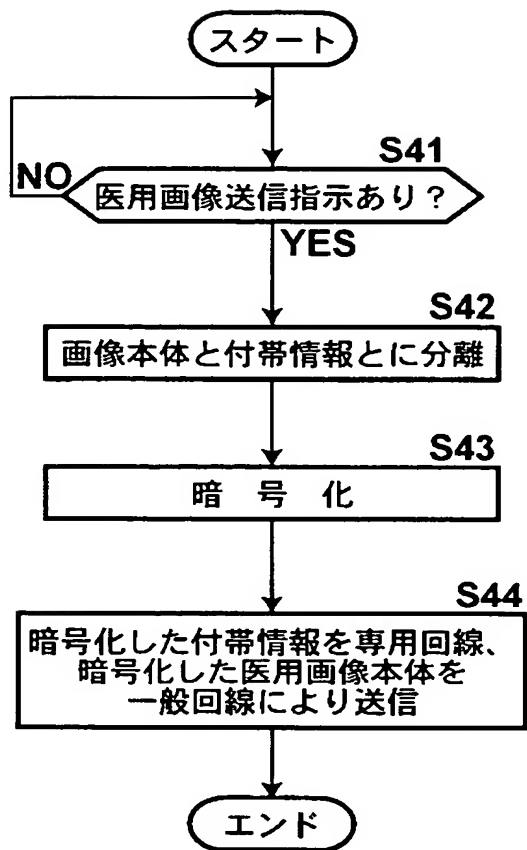 スタート
S41
NO
医用画像送信指示あり？
YES
S42
画像本体と付帯情報とに分離
S43
暗 号 化
S44
暗号化した付帯情報を専用回線、
暗号化した医用画像本体を
一般回線により送信
エンド